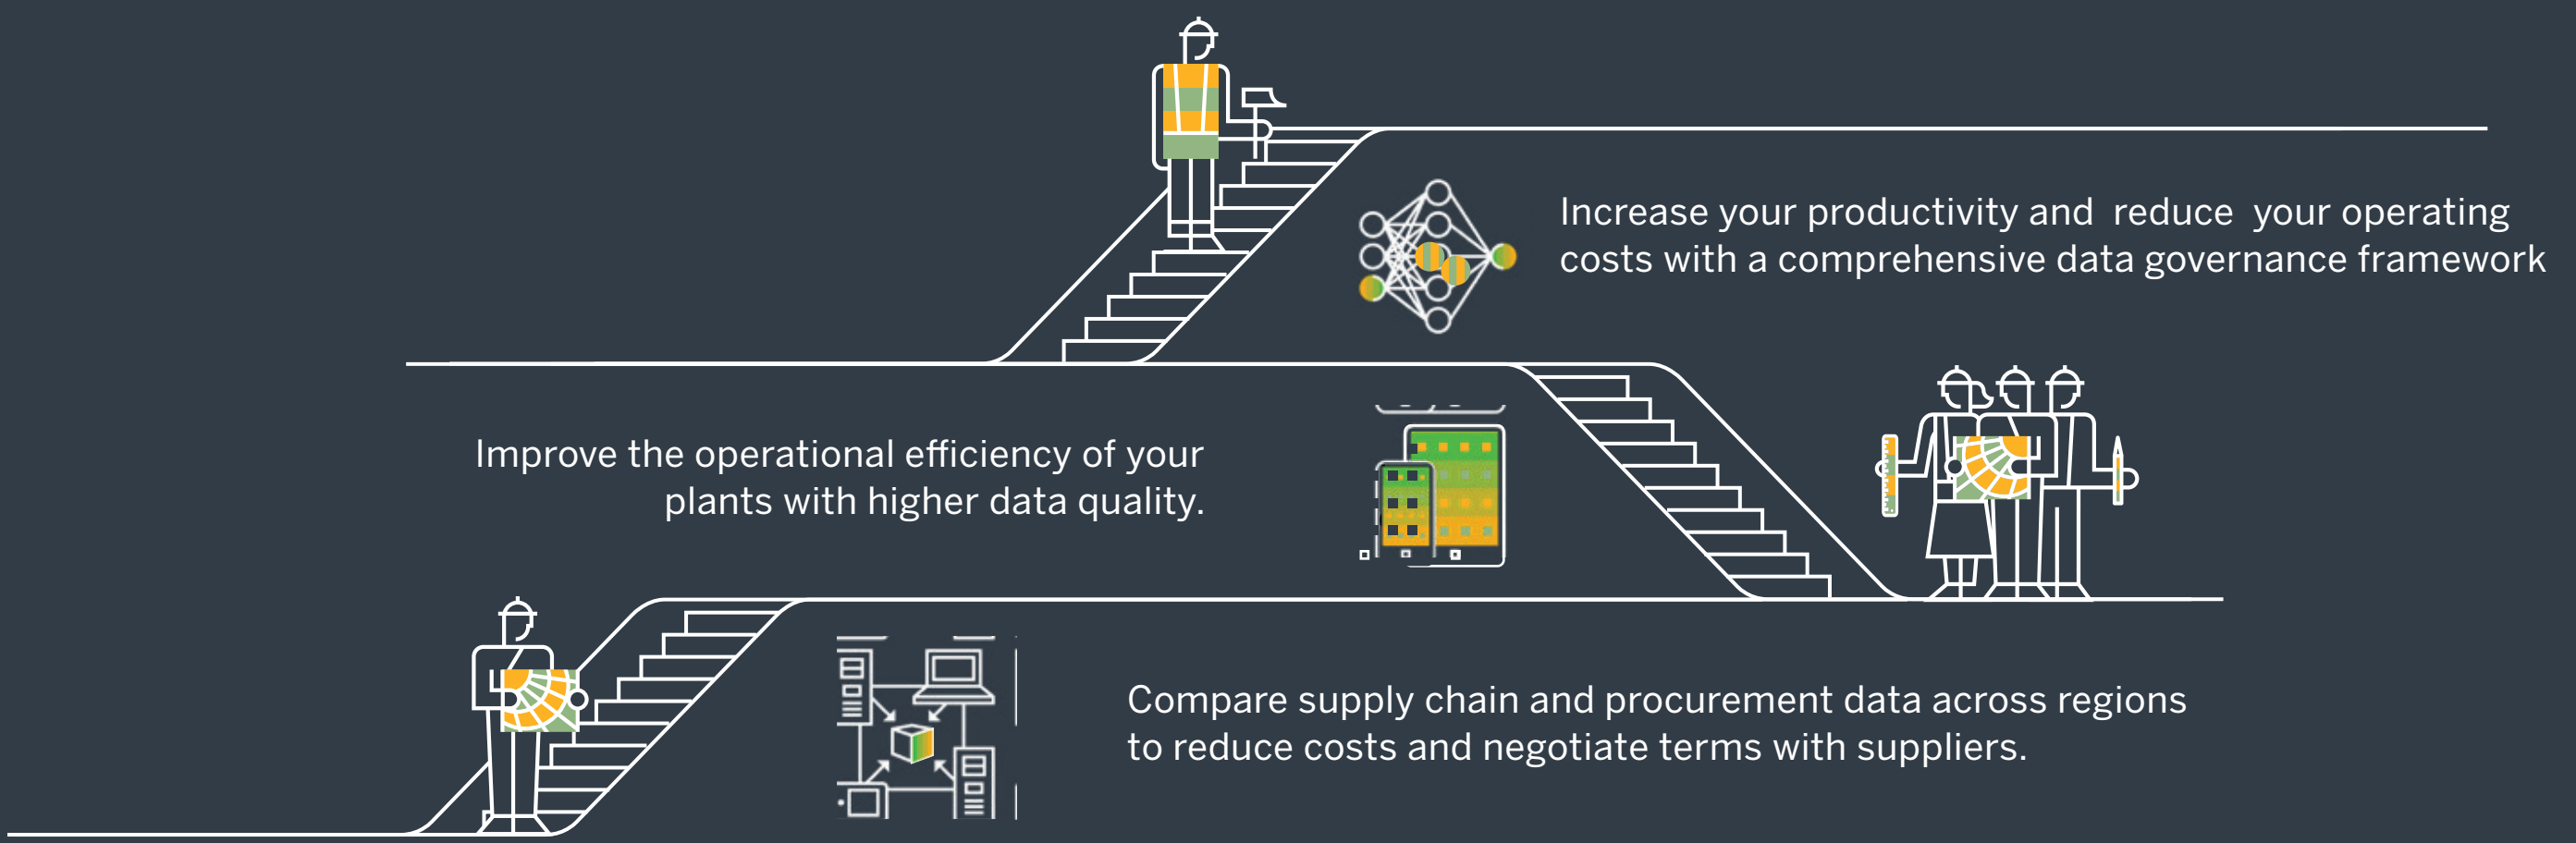 Increase your productivity and reduce your operating
costs with a comprehensive data governance framework
Improve the operational efficiency of your
plants with higher data quality.
Compare supply chain and procurement data across regions
to reduce costs and negotiate terms with suppliers.